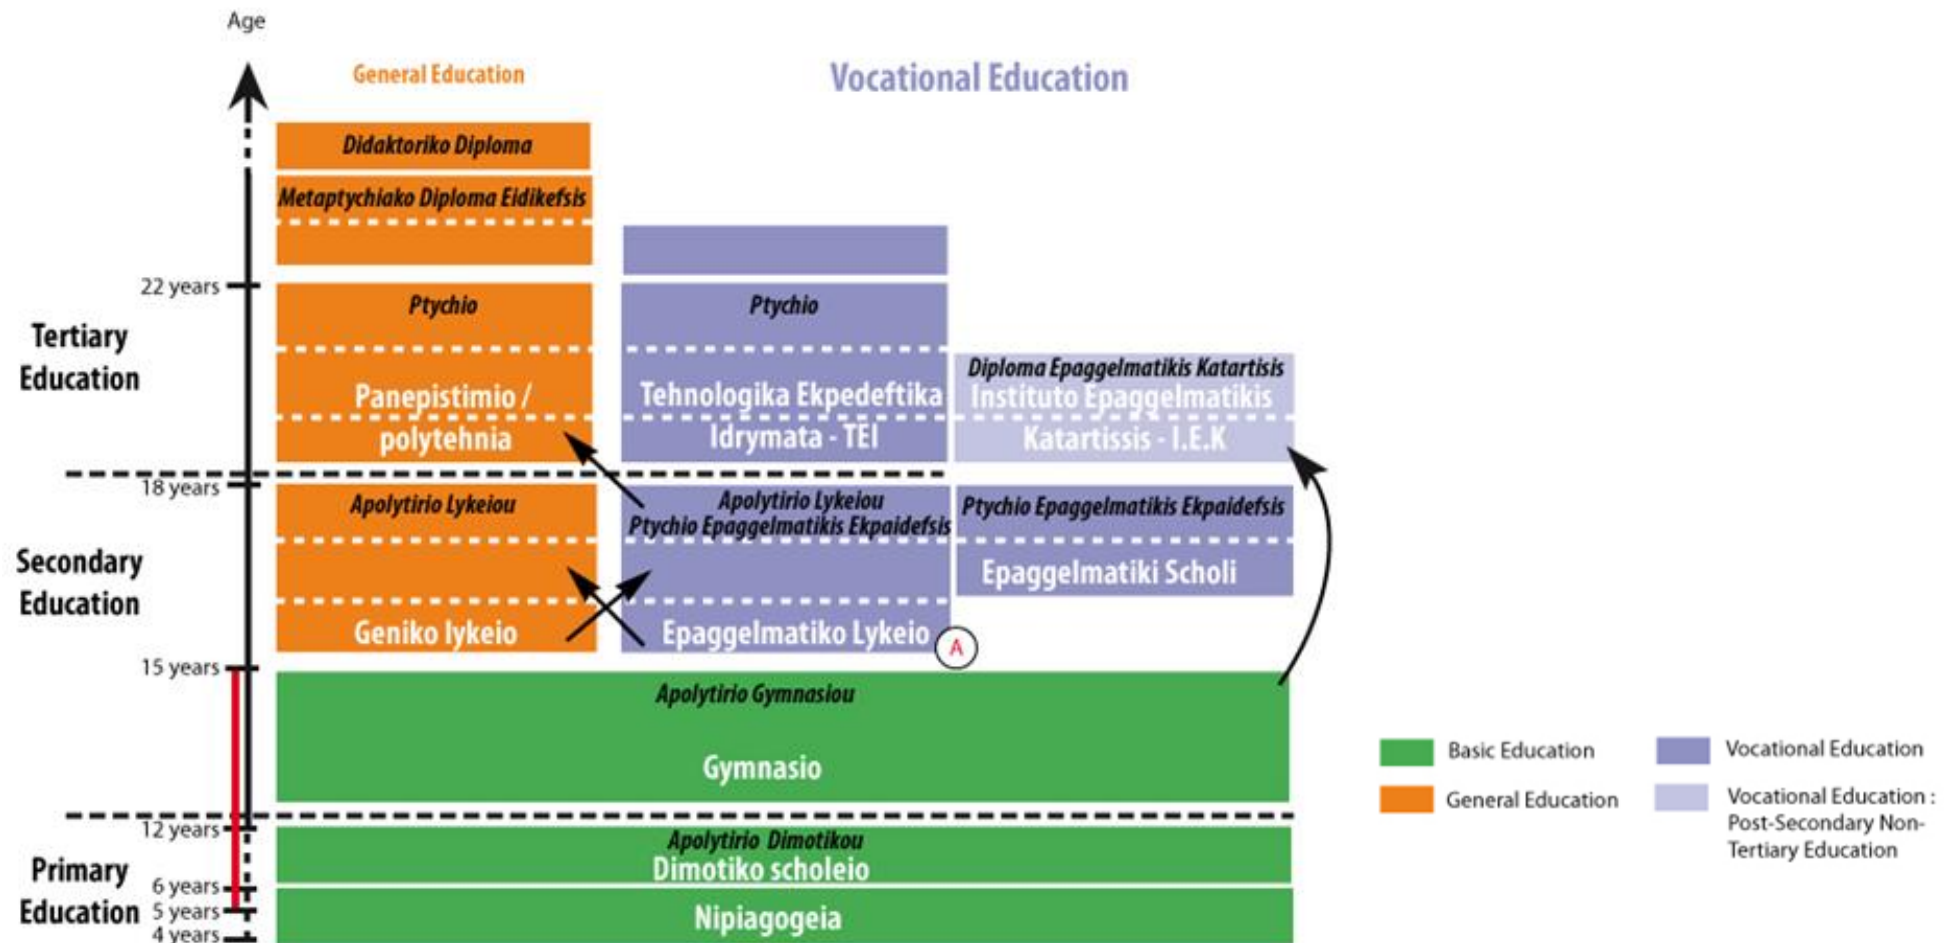 Age
General Education
Vocational Education
Didaktoriko Diploma
Metaptychiako Diploma Eidikefsis
22 years
Ptychio
Ptychio
Tertiary
Education
Diploma Epaggelmatikis Katartisis
Panepistimio /
polytehnia
Tehnologika Ekpedeftika
Idrymata - TEI
Instituto Epaggelmatikis
Katartissis - I.E.K
18 years
Apolytirio Lykeiou
Apolytirio Lykeiou
Ptychio Epaggelmatikis Ekpaidefsis
Ptychio Epaggelmatikis Ekpaidefsis
Secondary
Education
Epaggelmatiki Scholi
Geniko lykeio
Epaggelmatiko Lykeio
A
15 years
Apolytirio Gymnasiou
Gymnasio
12 years
Apolytirio Dimotikou
Dimotiko scholeio
Primary
Education
6 years
5 years
4 years
Nipiagogeia
Basic Education
General Education
Vocational Education
Vocational Education :
Post-Secondary Non-
Tertiary Education